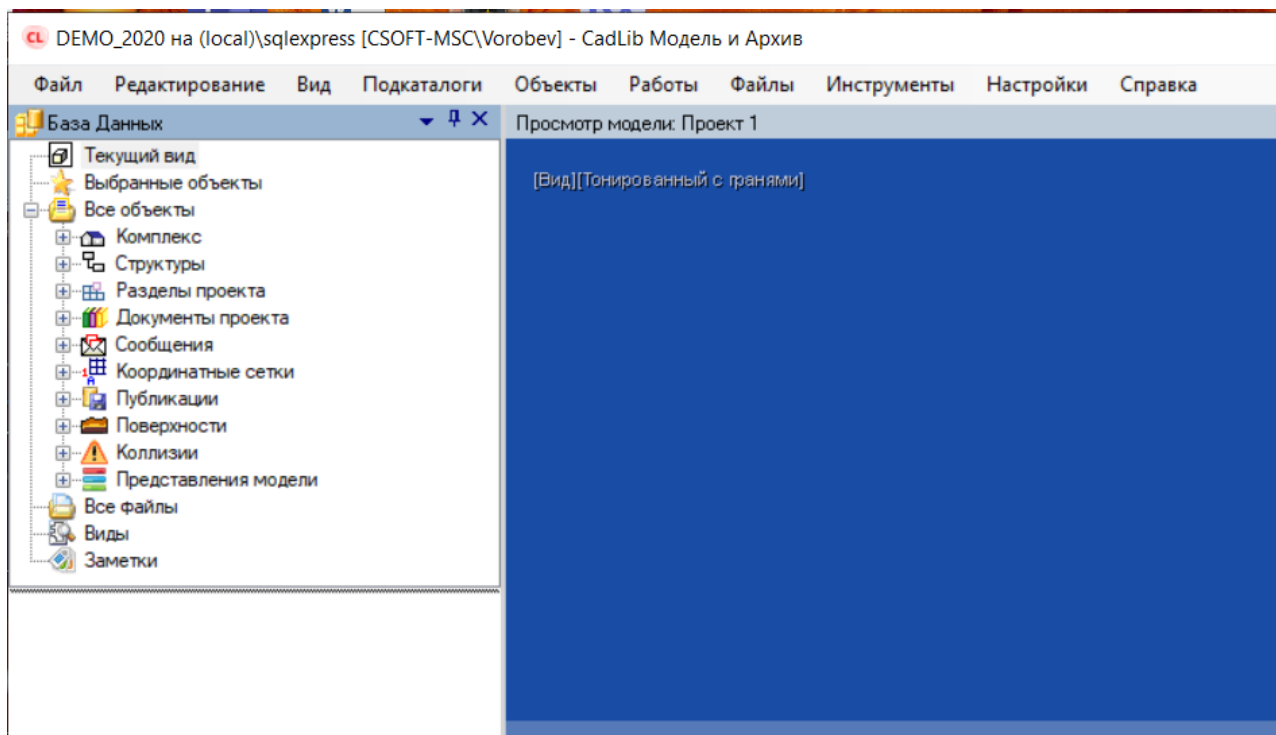 CL DEMO_2020 на (local)\sqlexpress [CSOFT-MSC\Vorobev] - CadLib Модель и Архив
Файл Редактирование Вид Подкаталоги Объекты Работы Файлы Инструменты Настройки Справка
База Данных
Текущий вид
Выбранные объекты
Все объекты
Комплекс
Структуры
Разделы проекта
Документы проекта
Сообщения
Координатные сетки
Публикации
Поверхности
Коллизии
Представления модели
Все файлы
Виды
Заметки
Просмотр модели: Проект 1
[Вид][Тонированный с гранями]